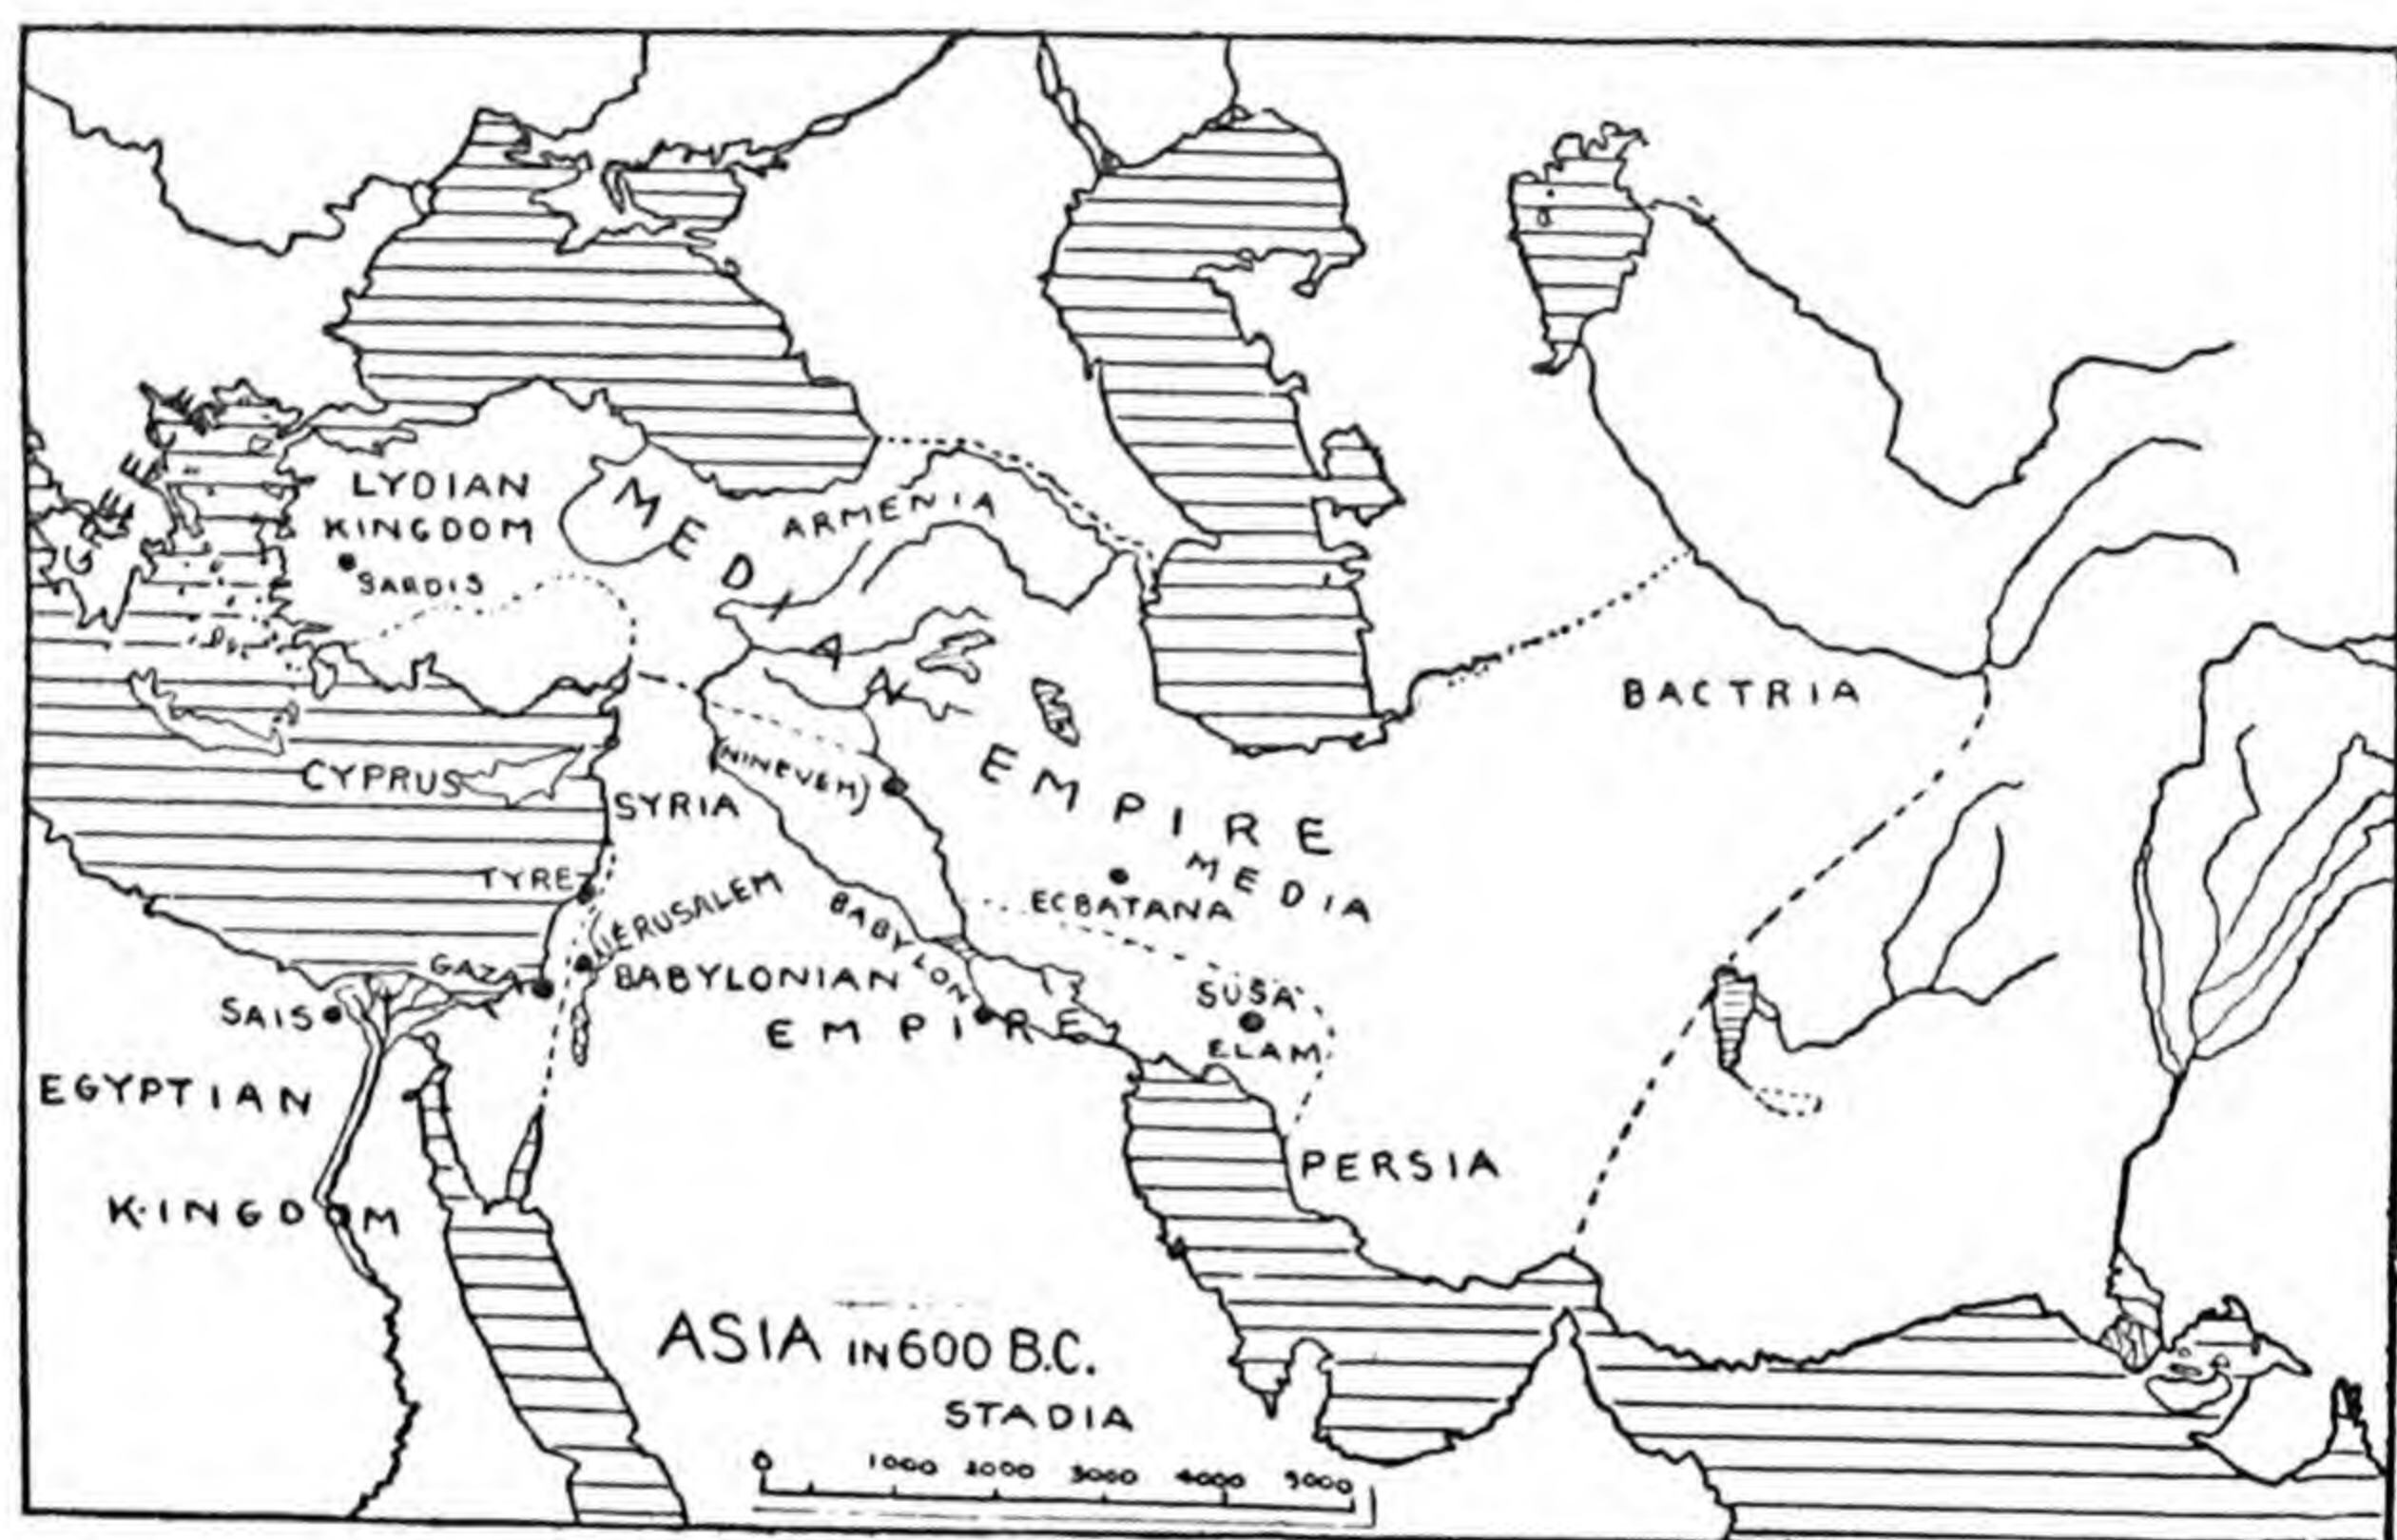 GREECE
LYDIAN
KINGDOM
SARDIS
MEDIAN EMPIRE
ARMENIA
BACTRIA
CYPRUS
SYRIA
(NINEVEH)
TYRE
JERUSALEM
BABYLON
ECBATANA
MEDIA
GAZA
SAIS
BABYLONIAN
EMPIRE
SUSA
ELAM
EGYPTIAN
KINGDOM
PERSIA
ASIA IN 600 B.C.
STADIA
0 1000 2000 3000 4000 5000